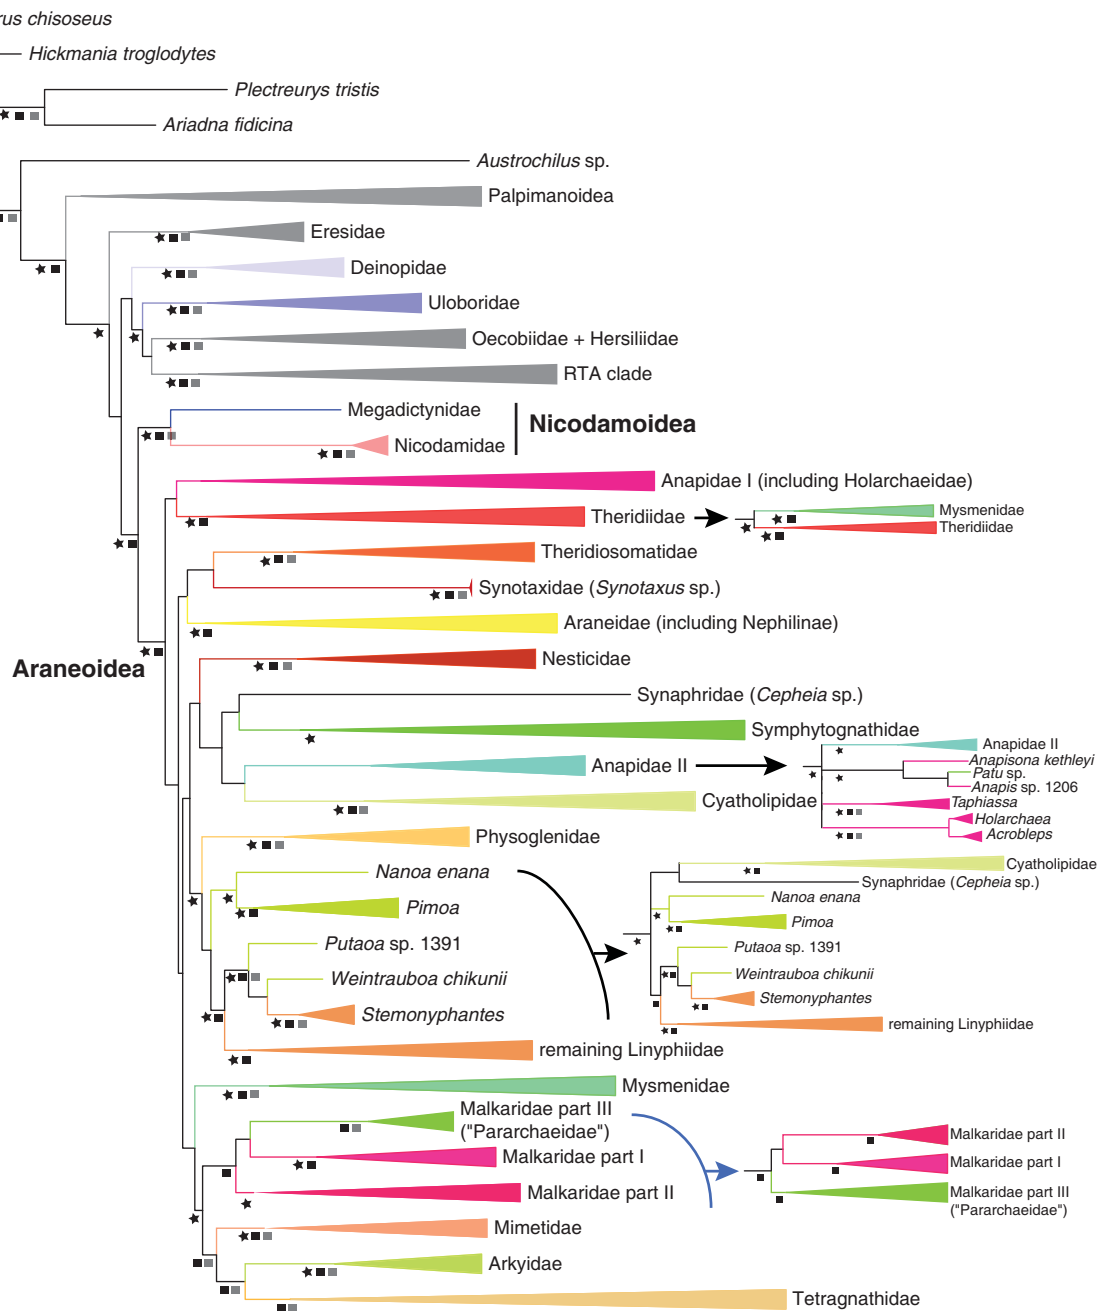 rus chisoseus
Hickmania troglodytes
Plectreurys tristis
Ariadna fidicina
Austrochilus sp.
Palpimanoidea
Eresidae
Deinopidae
Uloboridae
Oecobiidae + Hersiliidae
RTA clade
Megadictynidae
Nicodamoidea
Nicodamidae
Anapidae I (including Holarchaeidae)
Theridiidae
Mysmenidae
Theridiidae
Theridiosomatidae
Synotaxidae (Synotaxus sp.)
Araneidae (including Nephilinae)
Araneoidea
Nesticidae
Synaphridae (Cepheia sp.)
Symphytognathidae
Anapidae II
Cyatholipidae
Anapidae II
Anapisona kethleyi
Patu sp.
Anapis sp. 1206
Taphiassa
Holarchaea
Acrobleps
Physoglenidae
Nanoa enana
Pimoa
Putaoa sp. 1391
Weintrauboa chikunii
Stemonyphantes
remaining Linyphiidae
Cyatholipidae
Synaphridae (Cepheia sp.)
Nanoa enana
Pimoa
Putaoa sp. 1391
Weintrauboa chikunii
Stemonyphantes
remaining Linyphiidae
Mysmenidae
Malkaridae part III
("Pararchaeidae")
Malkaridae part I
Malkaridae part II
Malkaridae part II
Malkaridae part I
Malkaridae part III
("Pararchaeidae")
Mimetidae
Arkyidae
Tetragnathidae